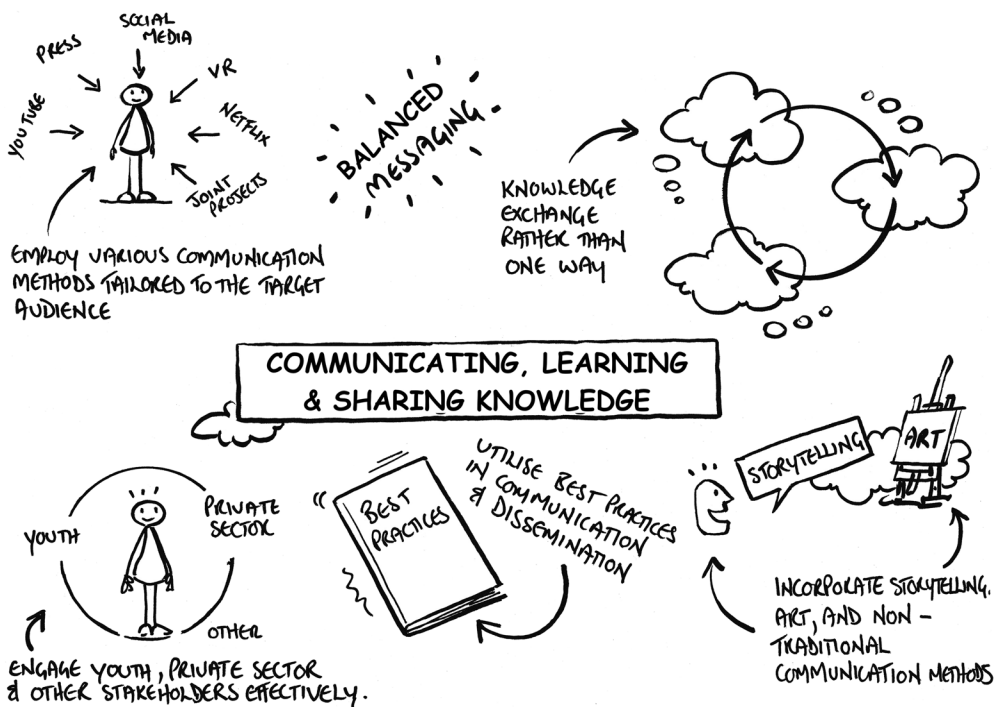 SOCIAL
MEDIA
PRESS
VR
YOUTUBE
NETFLIX
JOINT
PROJECTS
EMPLOY VARIOUS COMMUNICATION
METHODS TAILORED TO THE TARGET
AUDIENCE
BALANCED
MESSAGING
KNOWLEDGE
EXCHANGE
RATHER THAN
ONE WAY
COMMUNICATING, LEARNING
& SHARING KNOWLEDGE
YOUTH
PRIVATE
SECTOR
OTHER
ENGAGE YOUTH, PRIVATE SECTOR
& OTHER STAKEHOLDERS EFFECTIVELY.
BEST
PRACTICES
UTILISE BEST PRACTICES
IN COMMUNICATION
& DISSEMINATION
STORYTELLING
ART
INCORPORATE STORYTELLING,
ART, AND NON-
TRADITIONAL
COMMUNICATION METHODS